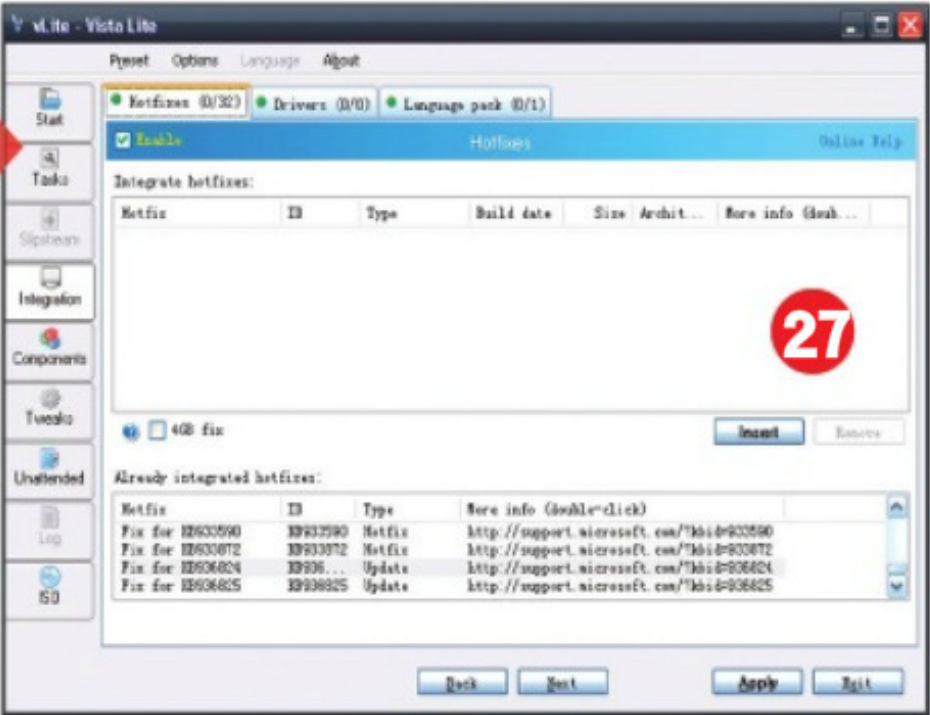 vLite - Vista Lite
Preset Options Language About
Start
Tasks
Slipstream
Integration
Components
Tweaks
Unattended
Log
ISO
Hotfixes (0/32) Drivers (0/0) Language pack (0/1)
Enable Hotfixes Online Help
Integrate hotfixes:
Hotfix ID Type Build date Size Archit... More info (doub...
27
4GB fix Insert Remove
Already integrated hotfixes:
Hotfix ID Type More info (double-click)
Fix for KB933590 KB933590 Hotfix http://support.microsoft.com/?kbid=933590
Fix for KB933872 KB933872 Hotfix http://support.microsoft.com/?kbid=933872
Fix for KB936824 KB936... Update http://support.microsoft.com/?kbid=936824
Fix for KB936825 KB936825 Update http://support.microsoft.com/?kbid=936825
Back Next Apply Exit